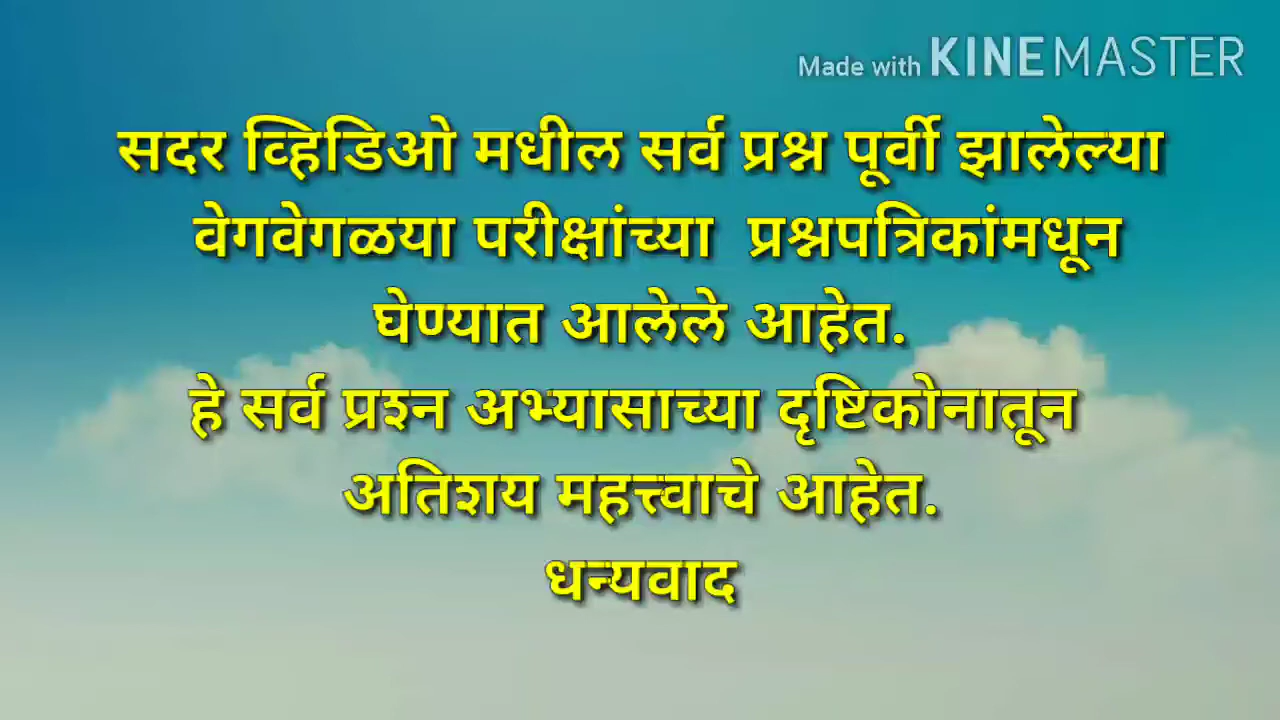 Made with KINEMASTER
सदर व्हिडिओ मधील सर्व प्रश्न पूर्वी झालेल्या
वेगवेगळया परीक्षांच्या प्रश्नपत्रिकांमधून
घेण्यात आलेले आहेत.
हे सर्व प्रश्न अभ्यासाच्या दृष्टिकोनातून
अतिशय महत्त्वाचे आहेत.
धन्यवाद